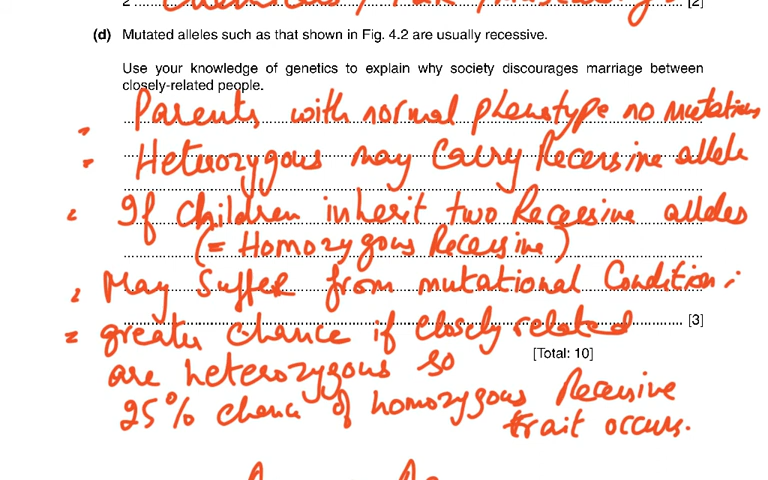 2 [2]
(d) Mutated alleles such as that shown in Fig. 4.2 are usually recessive.
Use your knowledge of genetics to explain why society discourages marriage between
closely-related people.
Parents with normal phenotype no mutations
Heterozygous may carry Recessive allele
If Children inherit two Recessive alleles
(= Homozygous Recessive)
May Suffer from mutational Condition ;
[3]
= greater chance if closely related
[Total: 10]
are heterozygous so
25% chance of homozygous Recessive
trait occurs.